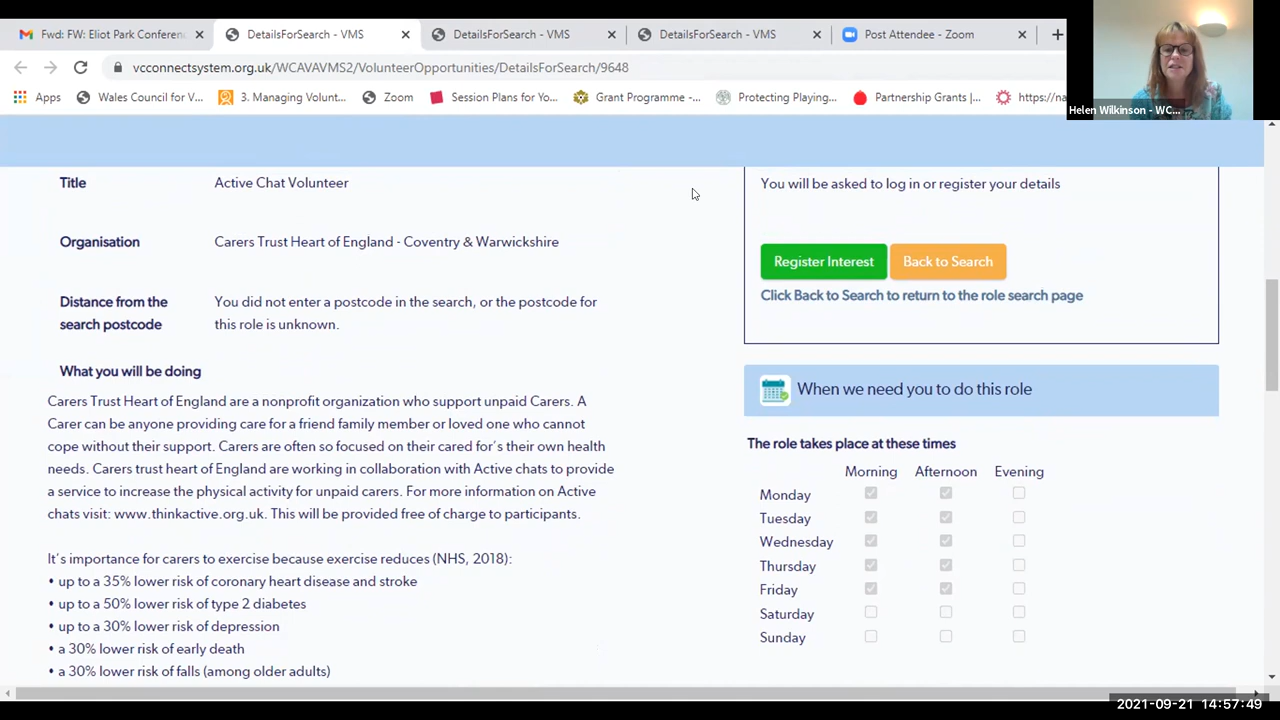 Fwd: FW: Eliot Park Conferenc
DetailsForSearch - VMS
DetailsForSearch - VMS
DetailsForSearch - VMS
Post Attendee - Zoom
vcconnectsystem.org.uk/WCAVAVMS2/VolunteerOpportunities/DetailsForSearch/9648
Apps
Wales Council for V...
3. Managing Volunt...
Zoom
Session Plans for Yo...
Grant Programme -...
Protecting Playing...
Partnership Grants |...
https://na
Helen Wilkinson - WC...
Title
Active Chat Volunteer
Organisation
Carers Trust Heart of England - Coventry & Warwickshire
Distance from the
search postcode
You did not enter a postcode in the search, or the postcode for
this role is unknown.
What you will be doing
Carers Trust Heart of England are a nonprofit organization who support unpaid Carers. A
Carer can be anyone providing care for a friend family member or loved one who cannot
cope without their support. Carers are often so focused on their cared for's their own health
needs. Carers trust heart of England are working in collaboration with Active chats to provide
a service to increase the physical activity for unpaid carers. For more information on Active
chats visit: www.thinkactive.org.uk. This will be provided free of charge to participants.
It's importance for carers to exercise because exercise reduces (NHS, 2018):
• up to a 35% lower risk of coronary heart disease and stroke
• up to a 50% lower risk of type 2 diabetes
• up to a 30% lower risk of depression
• a 30% lower risk of early death
• a 30% lower risk of falls (among older adults)
You will be asked to log in or register your details
Register Interest
Back to Search
Click Back to Search to return to the role search page
When we need you to do this role
The role takes place at these times
Morning Afternoon Evening
Monday
Tuesday
Wednesday
Thursday
Friday
Saturday
Sunday
2021-09-21 14:57:49